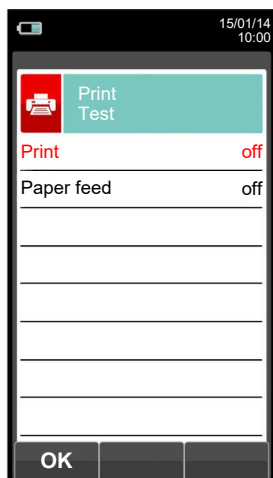 15/01/14
10:00
Print
Test
Print off
Paper feed off
OK